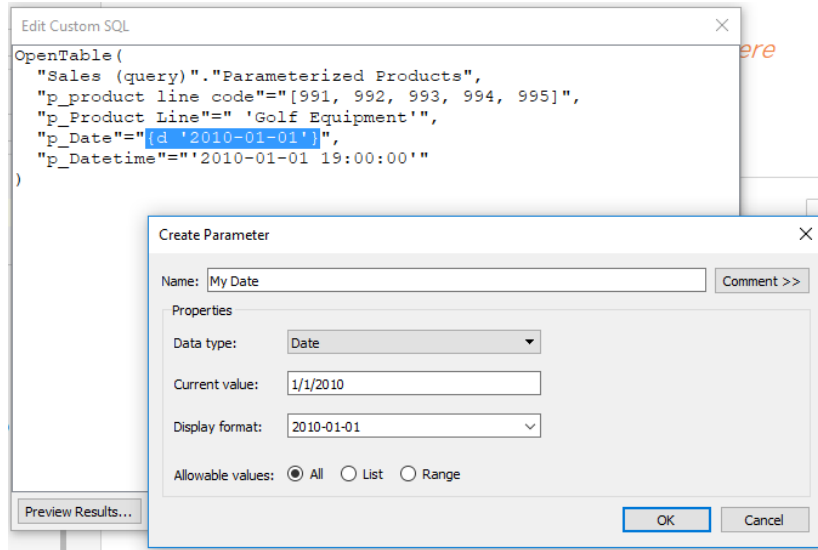 Edit Custom SQL
ere
OpenTable(
"Sales (query)"."Parameterized Products",
"p_product line code"="[991, 992, 993, 994, 995]",
"p_Product Line"=" 'Golf Equipment'",
"p_Date"="{d '2010-01-01'}",
"p_Datetime"="'2010-01-01 19:00:00'"
)
Create Parameter
Name: My Date Comment >>
Properties
Data type: Date
Current value: 1/1/2010
Display format: 2010-01-01
Allowable values: All List Range
Preview Results...
OK Cancel